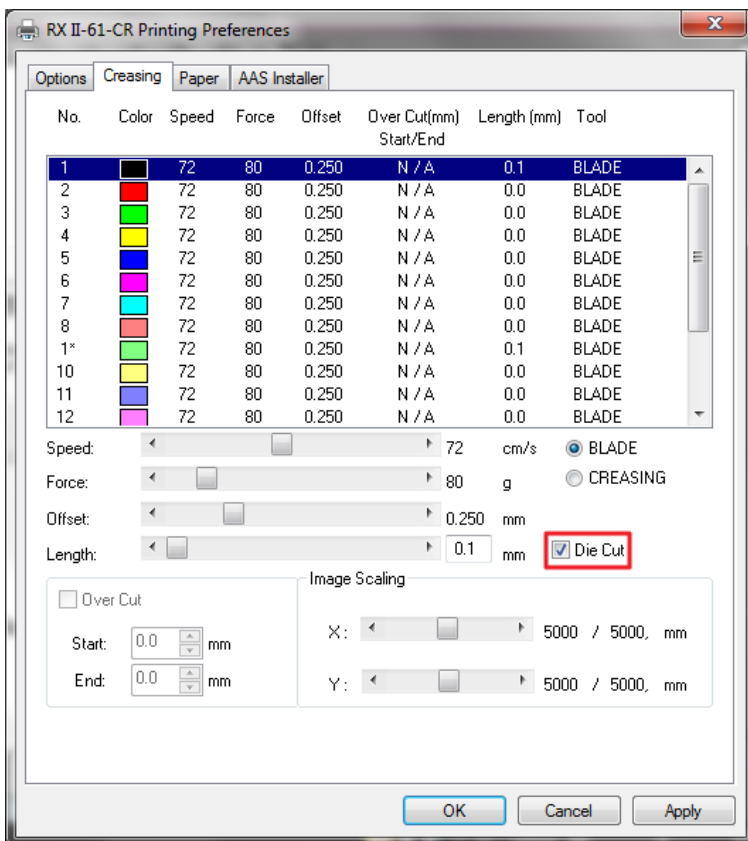 RX II-61-CR Printing Preferences
Options Creasing Paper AAS Installer
No. Color Speed Force Offset Over Cut(mm) Length (mm) Tool
Start/End
1 72 80 0.250 N / A 0.1 BLADE
2 72 80 0.250 N / A 0.0 BLADE
3 72 80 0.250 N / A 0.0 BLADE
4 72 80 0.250 N / A 0.0 BLADE
5 72 80 0.250 N / A 0.0 BLADE
6 72 80 0.250 N / A 0.0 BLADE
7 72 80 0.250 N / A 0.0 BLADE
8 72 80 0.250 N / A 0.0 BLADE
1* 72 80 0.250 N / A 0.1 BLADE
10 72 80 0.250 N / A 0.0 BLADE
11 72 80 0.250 N / A 0.0 BLADE
12 72 80 0.250 N / A 0.0 BLADE
Speed: 72 cm/s BLADE
Force: 80 g CREASING
Offset: 0.250 mm
Length: 0.1 mm Die Cut
Image Scaling
Over Cut
Start: 0.0 mm X: 5000 / 5000, mm
End: 0.0 mm Y: 5000 / 5000, mm
OK Cancel Apply